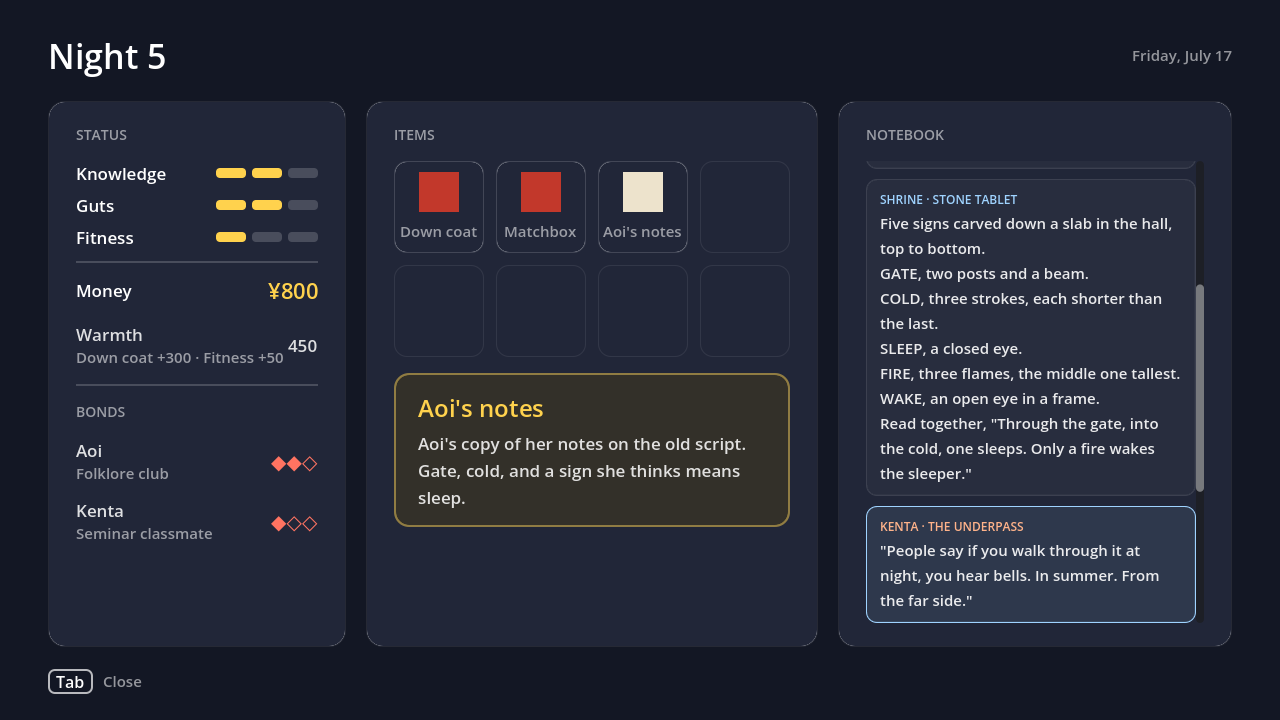 Night 5
Friday, July 17
STATUS
Knowledge
Guts
Fitness
Money
¥800
Warmth
Down coat +300 · Fitness +50
450
BONDS
Aoi
Folklore club
Kenta
Seminar classmate
ITEMS
Down coat
Matchbox
Aoi's notes
Aoi's notes
Aoi's copy of her notes on the old script.
Gate, cold, and a sign she thinks means
sleep.
NOTEBOOK
SHRINE · STONE TABLET
Five signs carved down a slab in the hall,
top to bottom.
GATE, two posts and a beam.
COLD, three strokes, each shorter than
the last.
SLEEP, a closed eye.
FIRE, three flames, the middle one tallest.
WAKE, an open eye in a frame.
Read together, "Through the gate, into
the cold, one sleeps. Only a fire wakes
the sleeper."
KENTA · THE UNDERPASS
"People say if you walk through it at
night, you hear bells. In summer. From
the far side."
Tab
Close